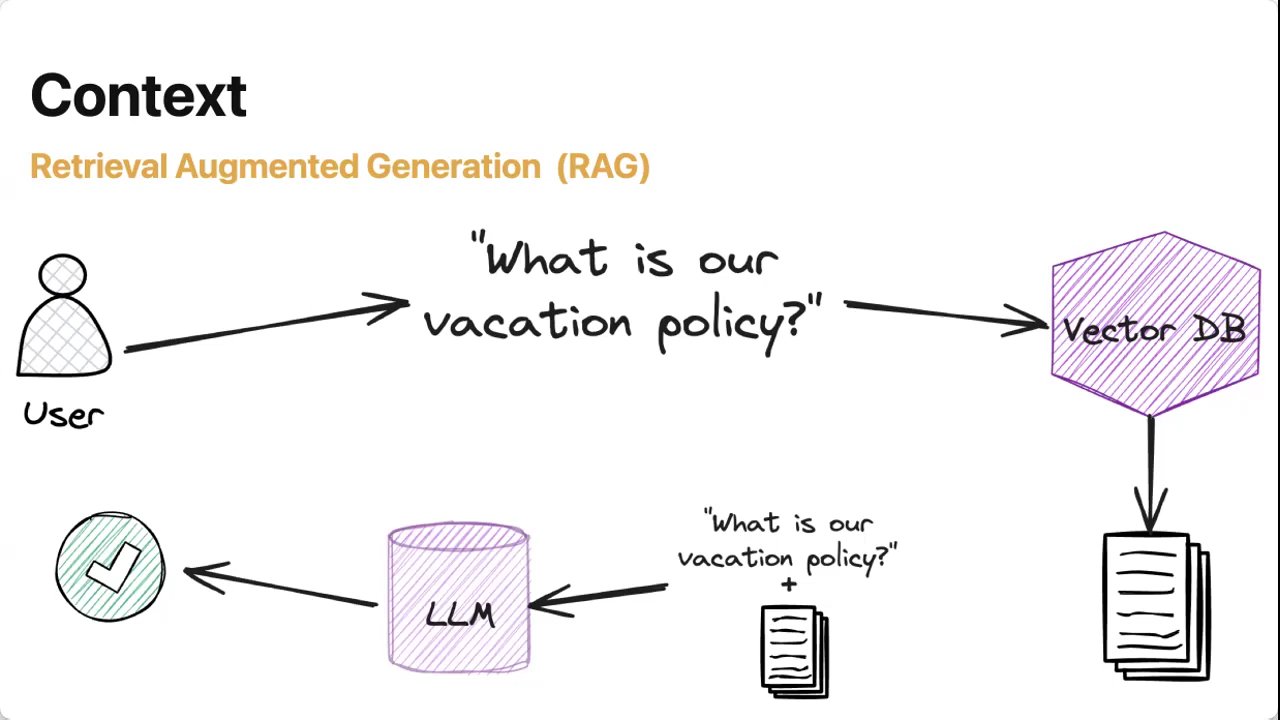 Context
Retrieval Augmented Generation (RAG)
"What is our
vacation policy?"
Vector DB
User
"What is our
vacation policy?"
+
LLM